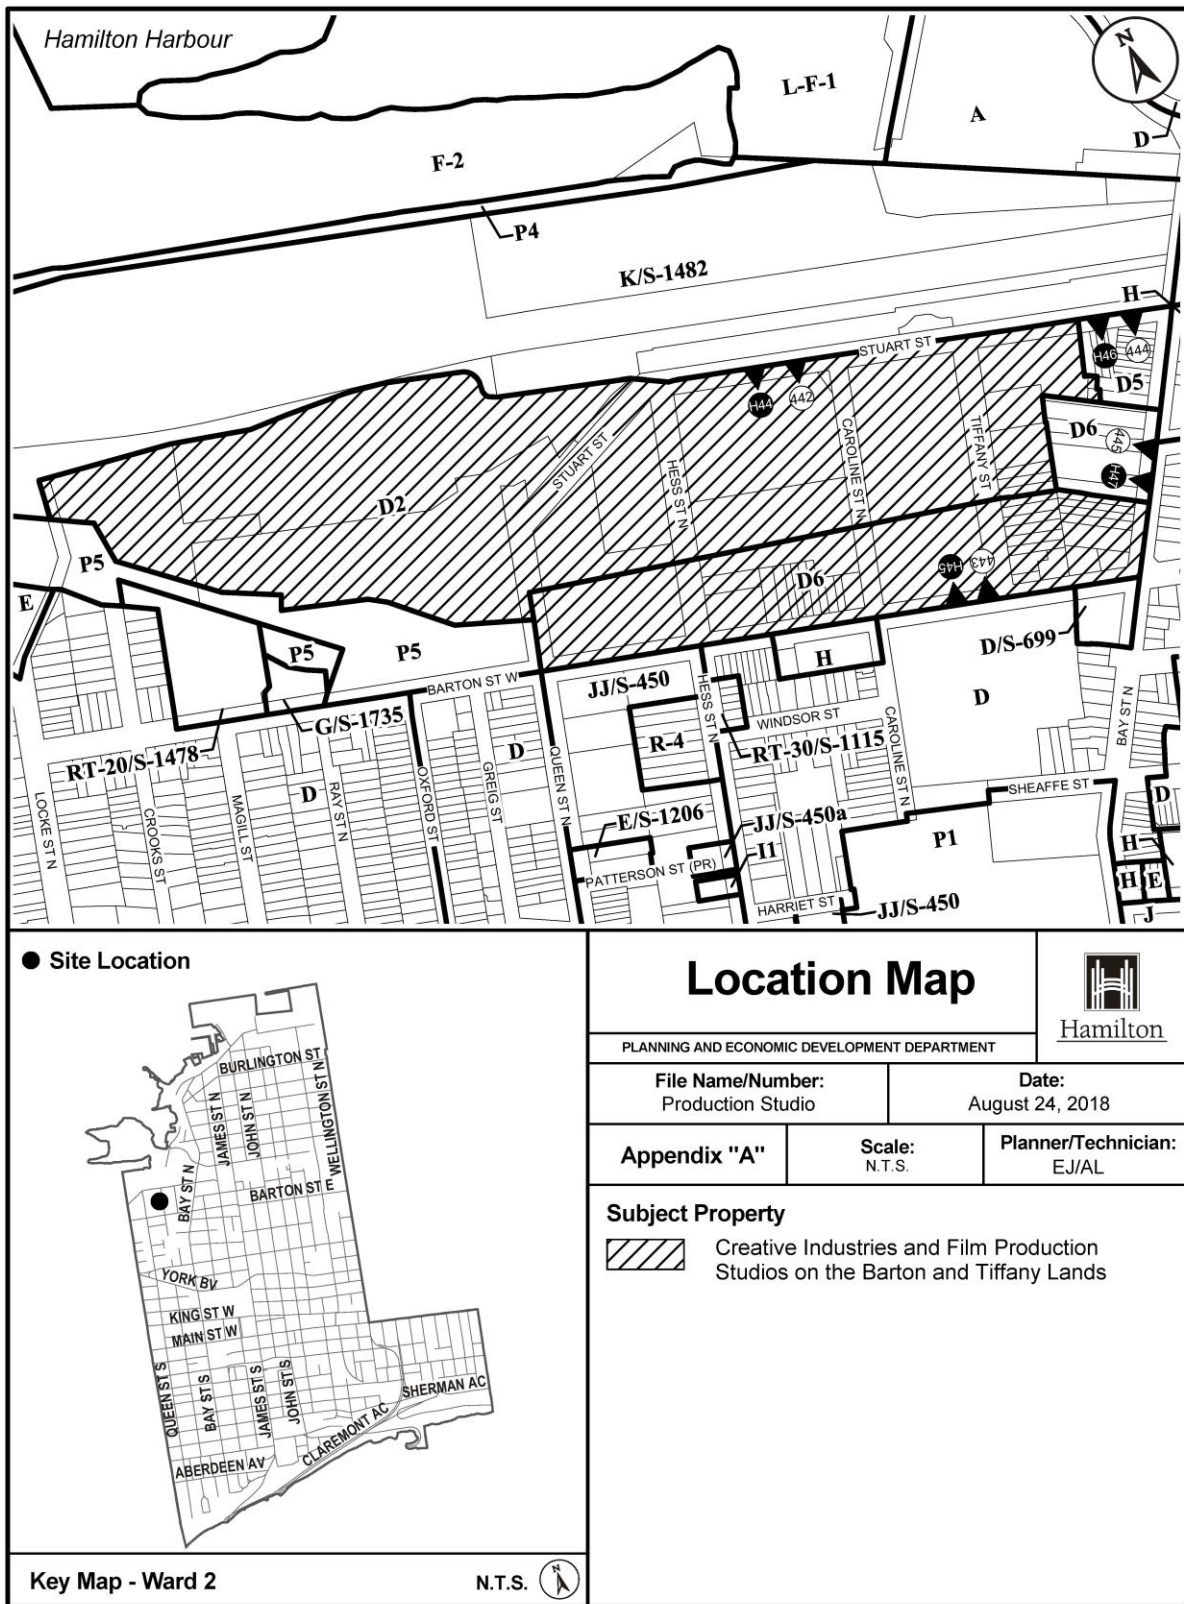 Hamilton Harbour
N
L-F-1
A
D
F-2
P4
K/S-1482
H
STUART ST
H46
444
D5
H44
442
D6
445
H47
STUART ST
HESS ST N
CAROLINE ST N
TIFFANY ST
D2
P5
E
H45
443
D6
P5
P5
D/S-699
BARTON ST W
JJ/S-450
H
D
G/S-1735
HESS ST N
WINDSOR ST
BAY ST N
R-4
RT-30/S-1115
CAROLINE ST N
RT-20/S-1478
D
D
QUEEN ST N
SHEAFFE ST
D
LOCKE ST N
CROOKS ST
MAGILL ST
RAY ST N
OXFORD ST
GREIG ST
E/S-1206
JJ/S-450a
P1
H
PATTERSON ST (PR)
I1
H
E
HARRIET ST
JJ/S-450
J
Site Location
BURLINGTON ST
JAMES ST N
JOHN ST N
WELLINGTON ST N
BAY ST N
BARTON ST E
YORK BV
KING ST W
MAIN ST W
QUEEN ST S
BAY ST S
JAMES ST S
JOHN ST S
SHERMAN AC
CLAREMONT AC
ABERDEEN AV
Key Map - Ward 2
N.T.S.
N
Location Map
Hamilton
PLANNING AND ECONOMIC DEVELOPMENT DEPARTMENT
File Name/Number:
Production Studio
Date:
August 24, 2018
Appendix "A"
Scale:
N.T.S.
Planner/Technician:
EJ/AL
Subject Property
Creative Industries and Film Production
Studios on the Barton and Tiffany Lands